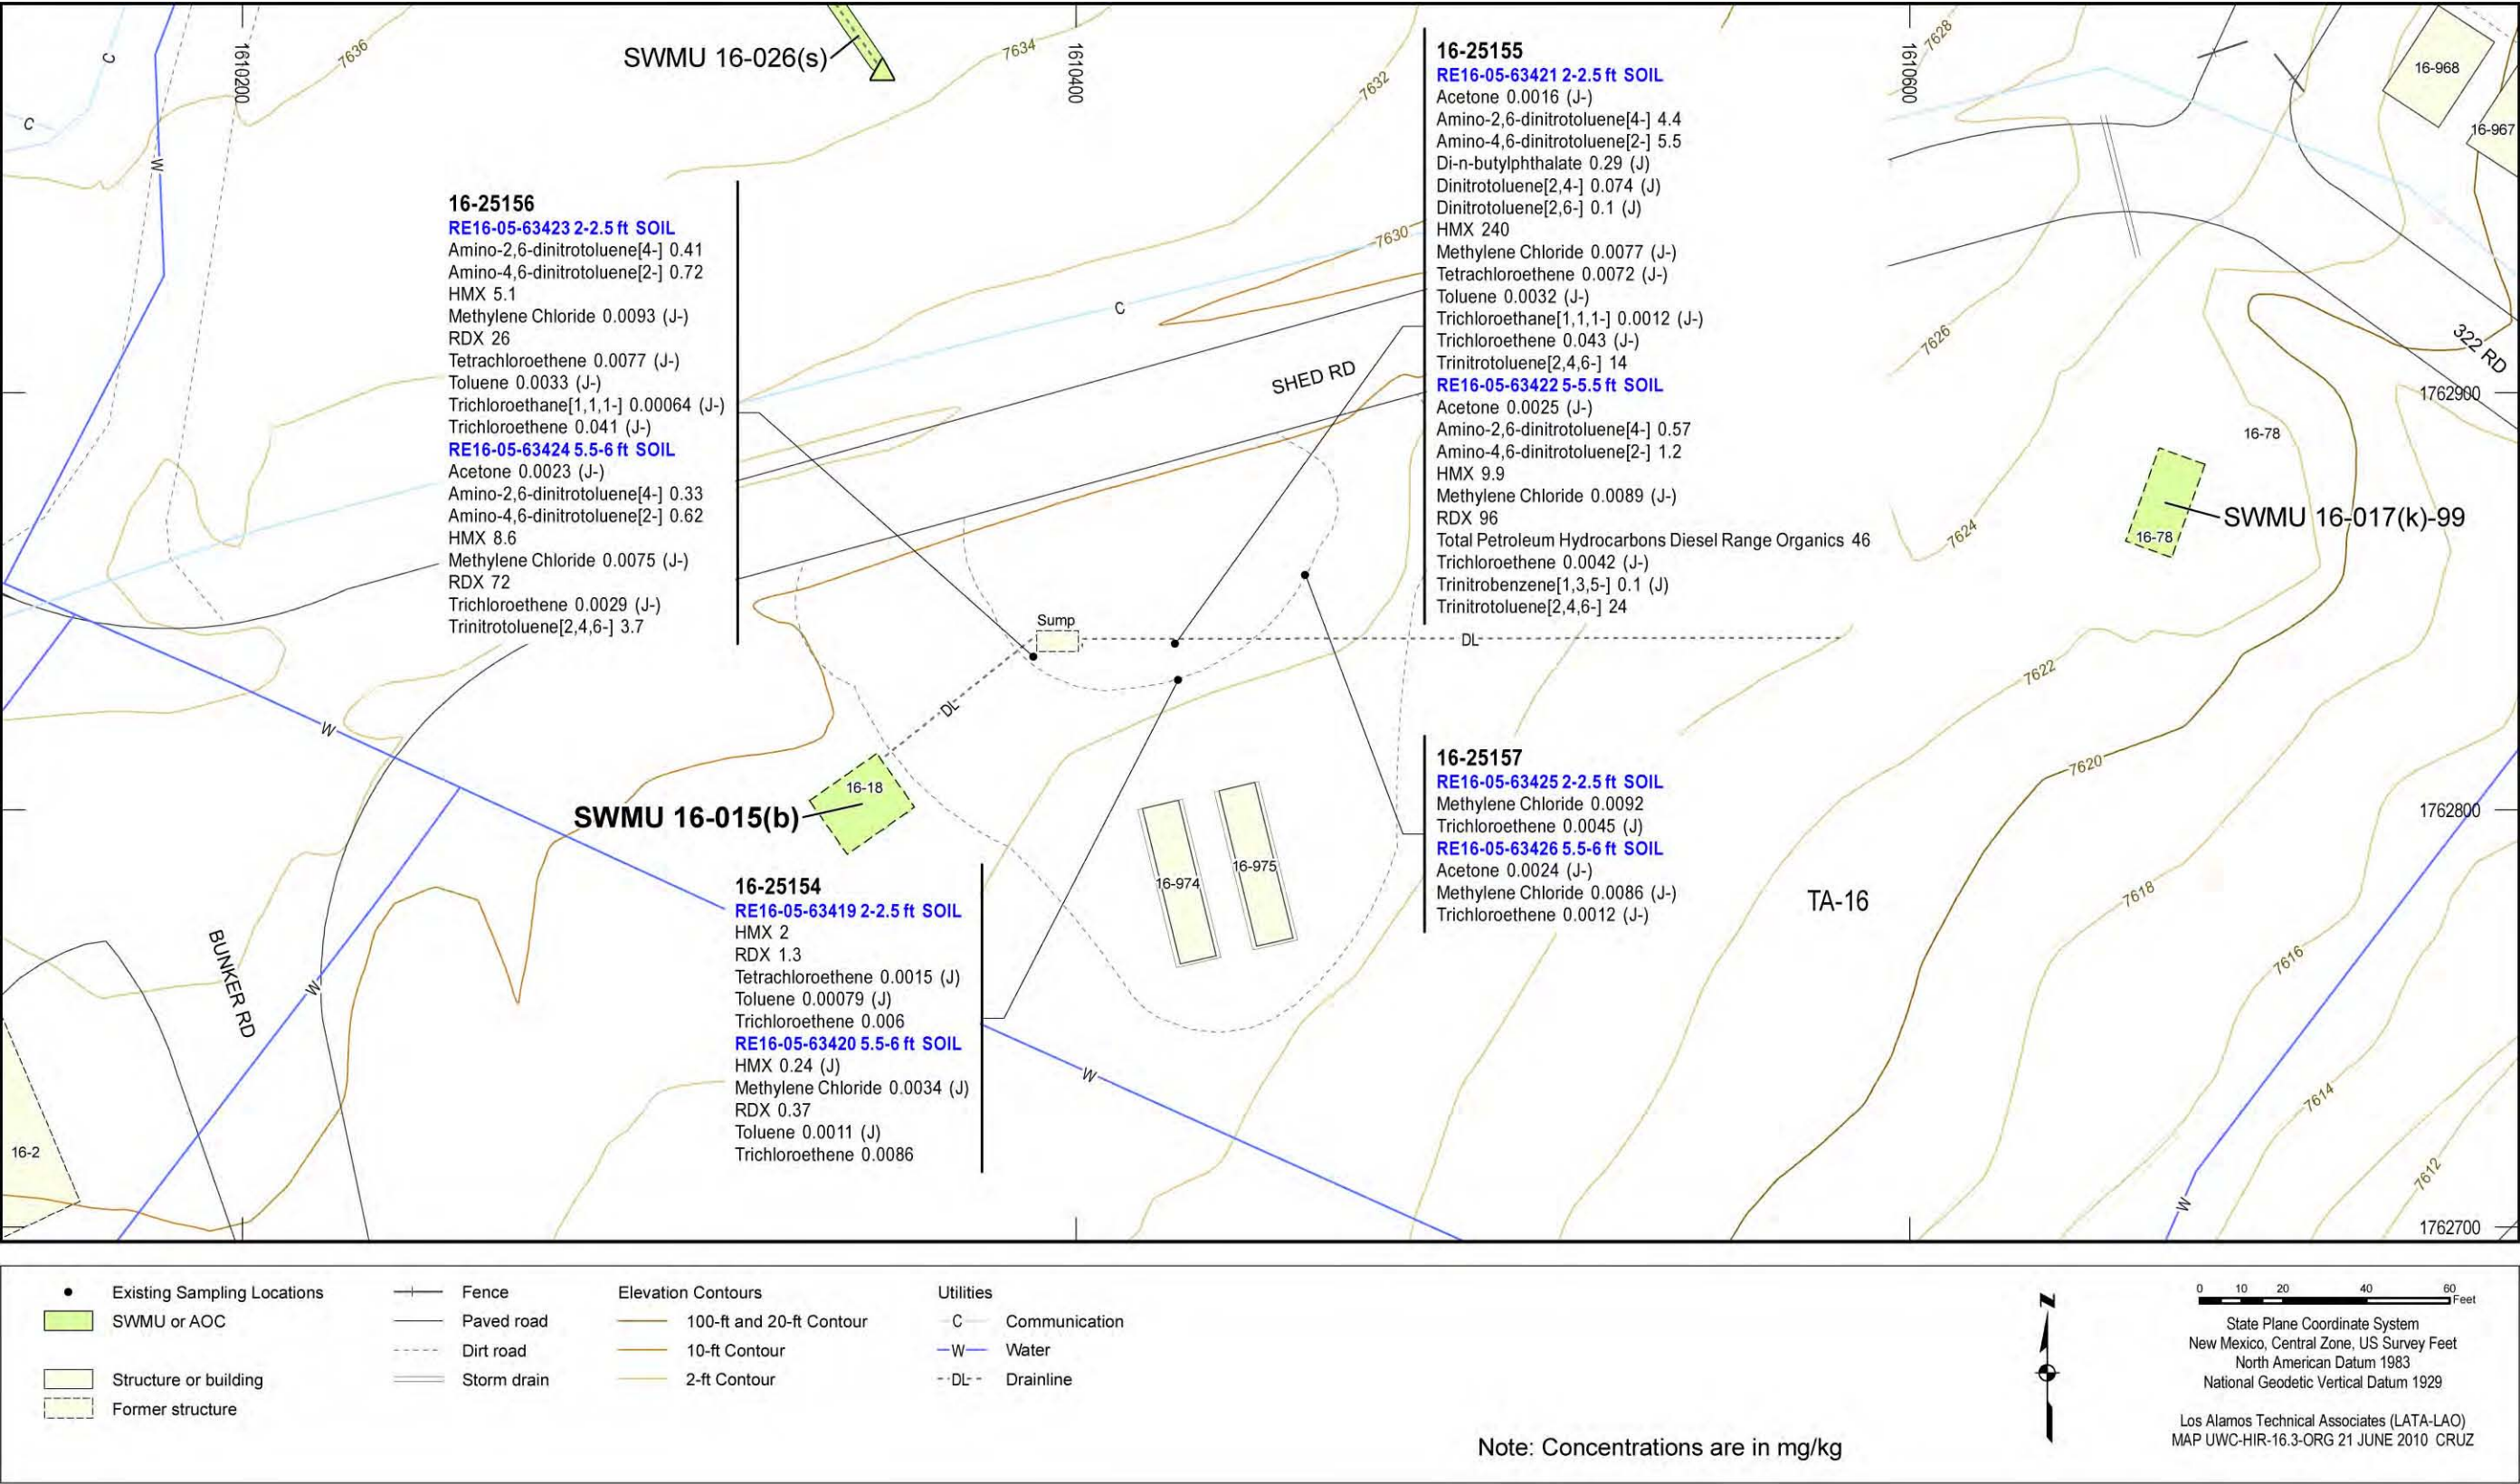 C
C
W
1610200
7636
SWMU 16-026(s)
7634
1610400
7632
1610600
7628
16-968
16-967
16-25156
RE16-05-63423 2-2.5 ft SOIL
Amino-2,6-dinitrotoluene[4-] 0.41
Amino-4,6-dinitrotoluene[2-] 0.72
HMX 5.1
Methylene Chloride 0.0093 (J-)
RDX 26
Tetrachloroethene 0.0077 (J-)
Toluene 0.0033 (J-)
Trichloroethane[1,1,1-] 0.00064 (J-)
Trichloroethene 0.041 (J-)
RE16-05-63424 5.5-6 ft SOIL
Acetone 0.0023 (J-)
Amino-2,6-dinitrotoluene[4-] 0.33
Amino-4,6-dinitrotoluene[2-] 0.62
HMX 8.6
Methylene Chloride 0.0075 (J-)
RDX 72
Trichloroethene 0.0029 (J-)
Trinitrotoluene[2,4,6-] 3.7
16-25155
RE16-05-63421 2-2.5 ft SOIL
Acetone 0.0016 (J-)
Amino-2,6-dinitrotoluene[4-] 4.4
Amino-4,6-dinitrotoluene[2-] 5.5
Di-n-butylphthalate 0.29 (J)
Dinitrotoluene[2,4-] 0.074 (J)
Dinitrotoluene[2,6-] 0.1 (J)
HMX 240
Methylene Chloride 0.0077 (J-)
Tetrachloroethene 0.0072 (J-)
Toluene 0.0032 (J-)
Trichloroethane[1,1,1-] 0.0012 (J-)
Trichloroethene 0.043 (J-)
Trinitrotoluene[2,4,6-] 14
RE16-05-63422 5-5.5 ft SOIL
Acetone 0.0025 (J-)
Amino-2,6-dinitrotoluene[4-] 0.57
Amino-4,6-dinitrotoluene[2-] 1.2
HMX 9.9
Methylene Chloride 0.0089 (J-)
RDX 96
Total Petroleum Hydrocarbons Diesel Range Organics 46
Trichloroethene 0.0042 (J-)
Trinitrobenzene[1,3,5-] 0.1 (J)
Trinitrotoluene[2,4,6-] 24
7630
C
SHED RD
7626
322 RD
1762900
16-78
7624
SWMU 16-017(k)-99
16-78
Sump
DL
DL
7622
W
7620
16-25157
RE16-05-63425 2-2.5 ft SOIL
Methylene Chloride 0.0092
Trichloroethene 0.0045 (J)
RE16-05-63426 5.5-6 ft SOIL
Acetone 0.0024 (J-)
Methylene Chloride 0.0086 (J-)
Trichloroethene 0.0012 (J-)
16-18
SWMU 16-015(b)
1762800
16-974
16-975
16-25154
RE16-05-63419 2-2.5 ft SOIL
HMX 2
RDX 1.3
Tetrachloroethene 0.0015 (J)
Toluene 0.00079 (J)
Trichloroethene 0.006
RE16-05-63420 5.5-6 ft SOIL
HMX 0.24 (J)
Methylene Chloride 0.0034 (J)
RDX 0.37
Toluene 0.0011 (J)
Trichloroethene 0.0086
TA-16
7618
7616
7614
7612
BUNKER RD
W
W
W
16-2
1762700
Existing Sampling Locations
SWMU or AOC
Structure or building
Former structure
Fence
Paved road
Dirt road
Storm drain
Elevation Contours
100-ft and 20-ft Contour
10-ft Contour
2-ft Contour
Utilities
C Communication
W Water
DL Drainline
Note: Concentrations are in mg/kg
N
0 10 20 40 60
Feet
State Plane Coordinate System
New Mexico, Central Zone, US Survey Feet
North American Datum 1983
National Geodetic Vertical Datum 1929
Los Alamos Technical Associates (LATA-LAO)
MAP UWC-HIR-16.3-ORG 21 JUNE 2010 CRUZ